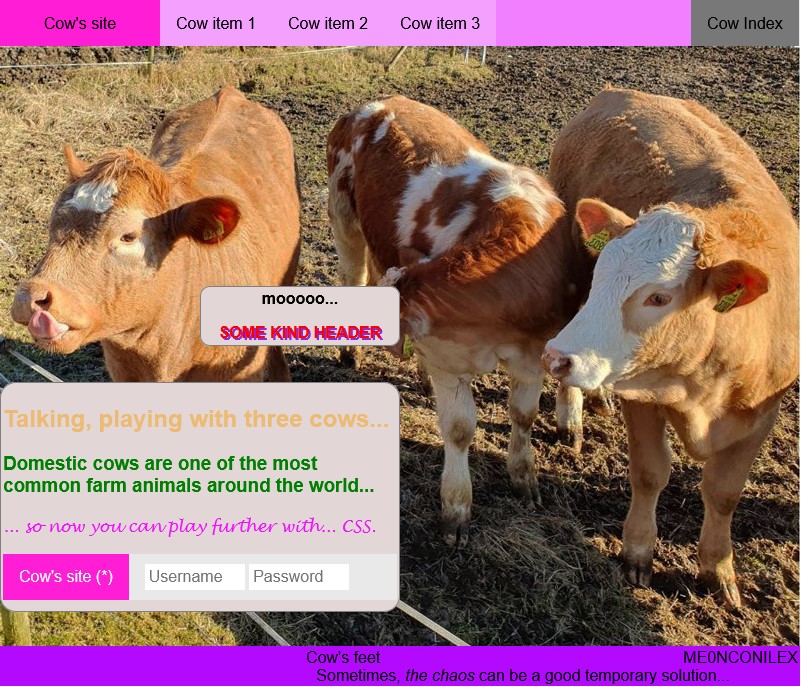 Cow's site Cow item 1 Cow item 2 Cow item 3 Cow Index
mooooo...
SOME KIND HEADER
Talking, playing with three cows...
Domestic cows are one of the most
common farm animals around the world...
... so now you can play further with... CSS.
Cow's site (*) Username Password
Cow's feet ME0NCONILEX
Sometimes, the chaos can be a good temporary solution...